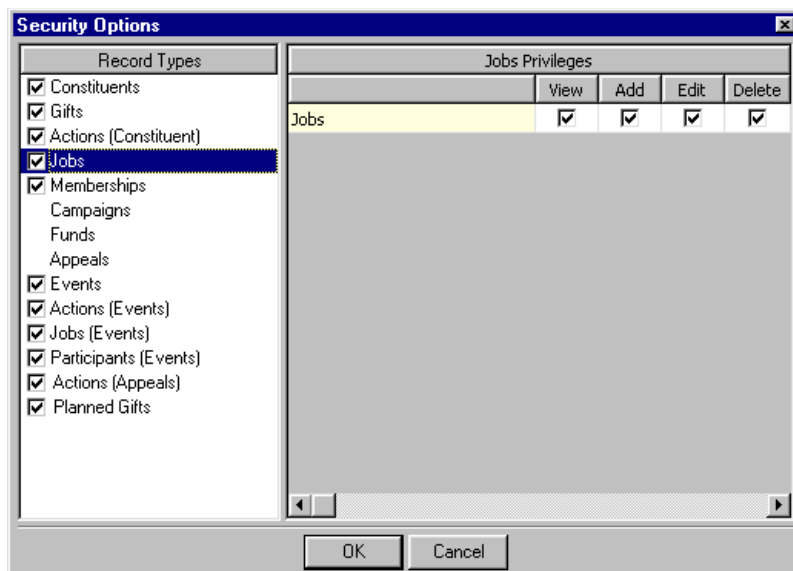 Security Options
Record Types
Constituents
Gifts
Actions (Constituent)
Jobs
Memberships
Campaigns
Funds
Appeals
Events
Actions (Events)
Jobs (Events)
Participants (Events)
Actions (Appeals)
Planned Gifts
Jobs Privileges
View Add Edit Delete
Jobs
OK Cancel